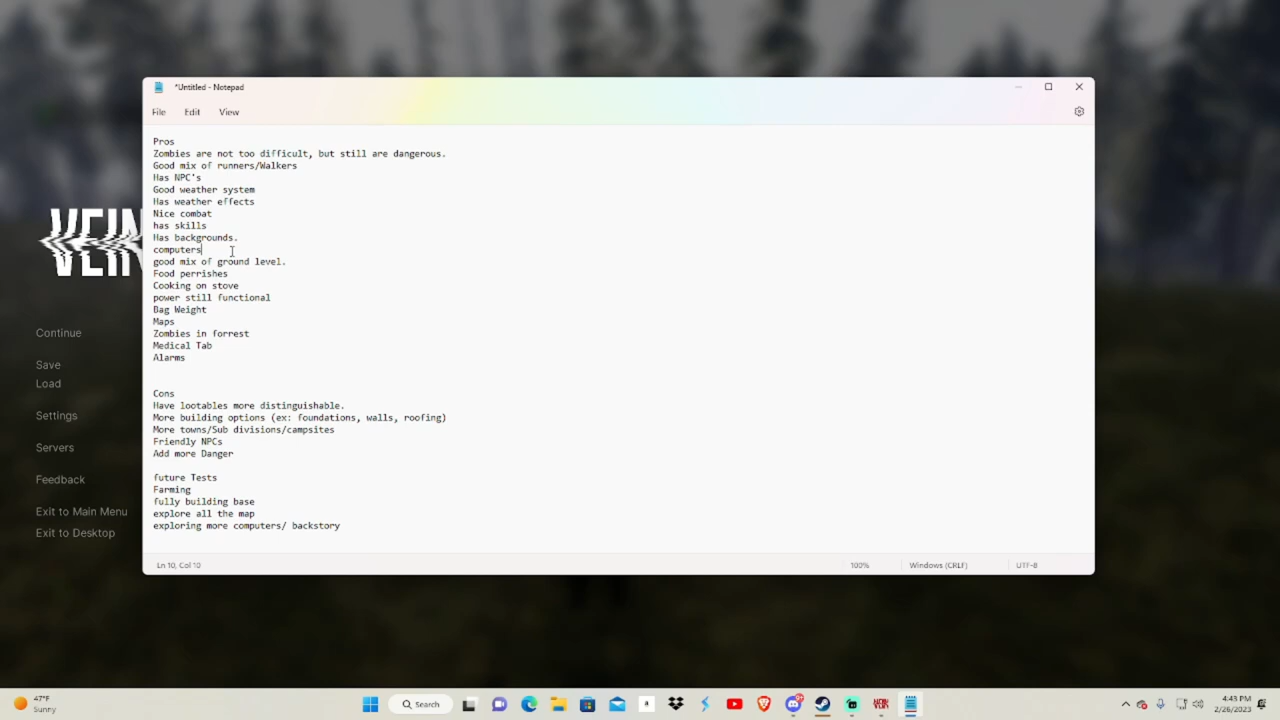 *Untitled - Notepad
File Edit View
Pros
Zombies are not too difficult, but still are dangerous.
Good mix of runners/Walkers
Has NPC's
Good weather system
Has weather effects
Nice combat
has skills
Has backgrounds.
computers
good mix of ground level.
Food perrishes
Cooking on stove
power still functional
Bag Weight
Maps
Zombies in forrest
Medical Tab
Alarms
Cons
Have lootables more distinguishable.
More building options (ex: foundations, walls, roofing)
More towns/Sub divisions/campsites
Friendly NPCs
Add more Danger
future Tests
Farming
fully building base
explore all the map
exploring more computers/ backstory
Ln 10, Col 10
100%
Windows (CRLF)
UTF-8
VEIN
Continue
Save
Load
Settings
Servers
Feedback
Exit to Main Menu
Exit to Desktop
47°F
Sunny
Search
4:43 PM
2/26/2023